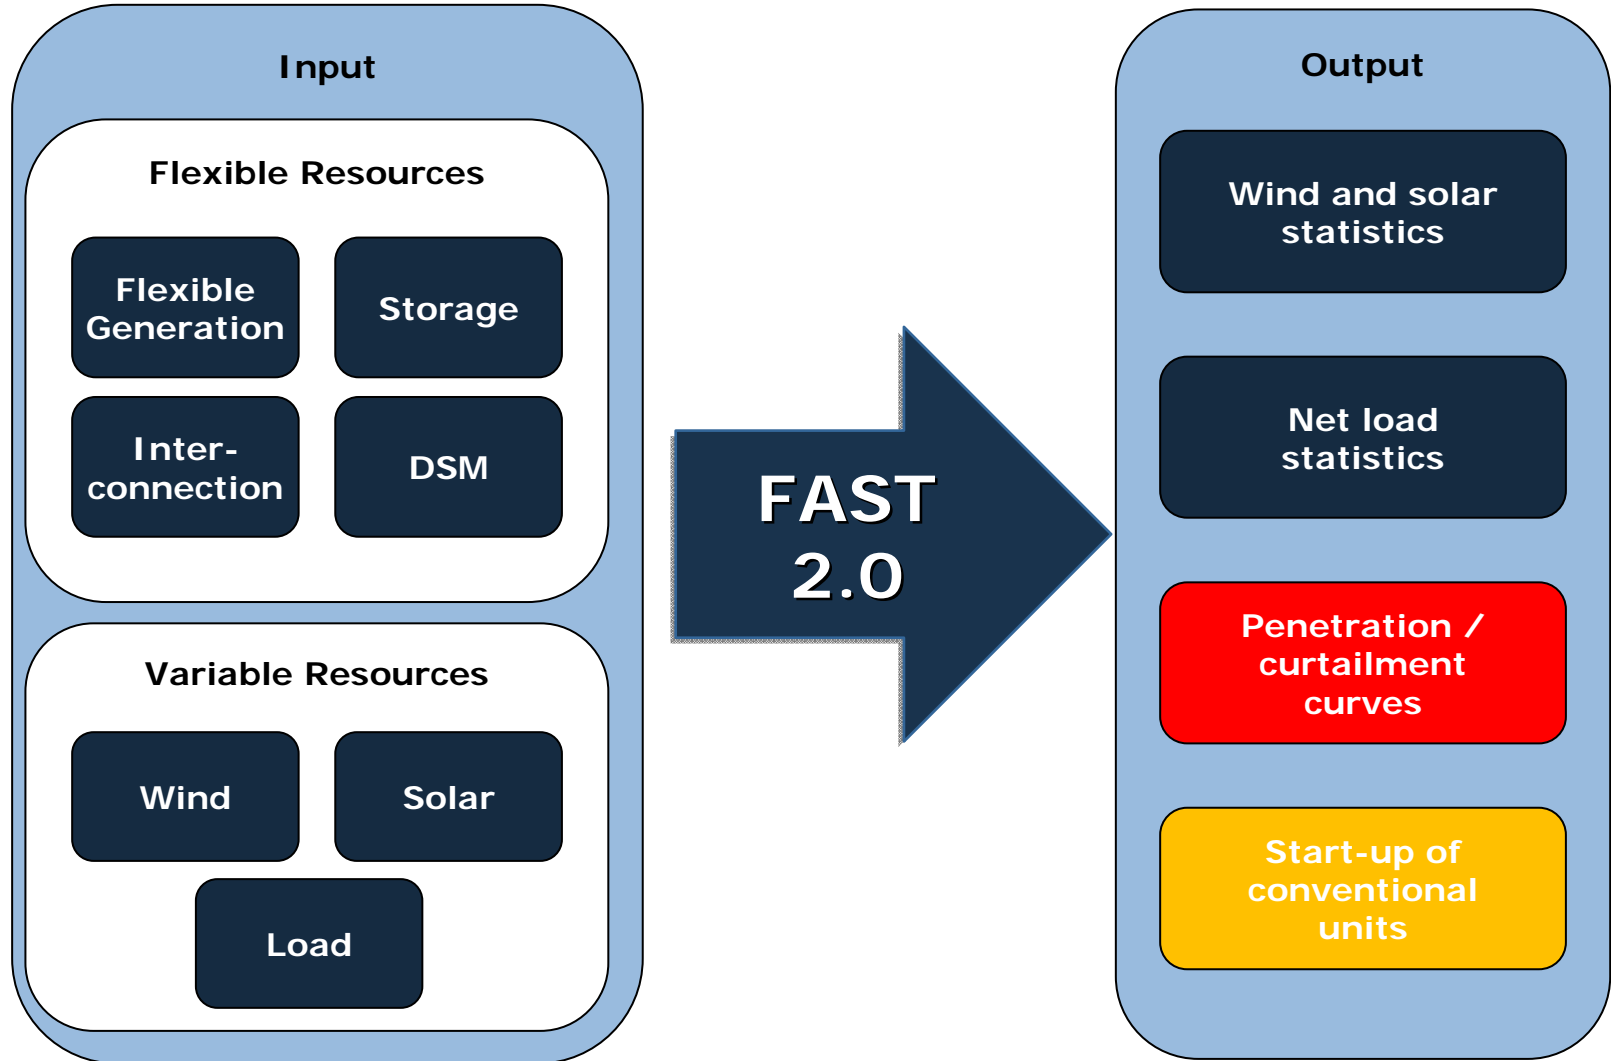 Input
Flexible Resources
Flexible
Generation
Storage
Inter-
connection
DSM
Variable Resources
Wind
Solar
Load
FAST
2.0
Output
Wind and solar
statistics
Net load
statistics
Penetration /
curtailment
curves
Start-up of
conventional
units